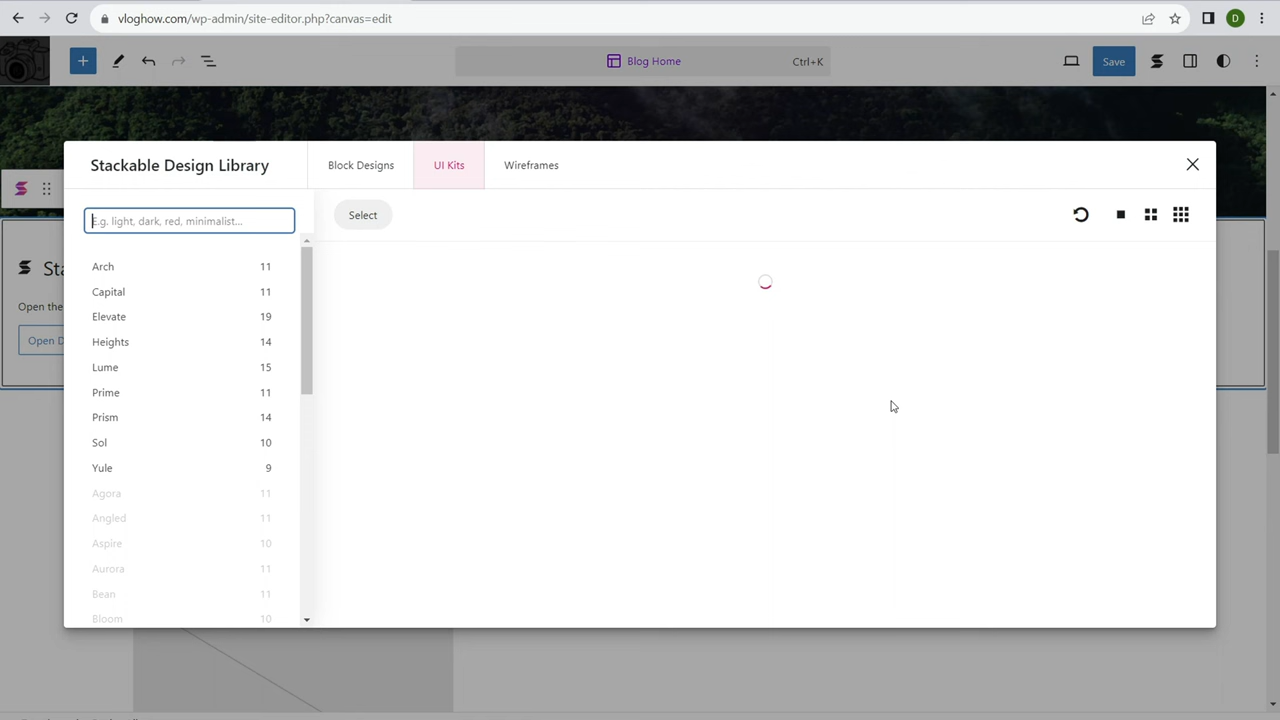 vloghow.com/wp-admin/site-editor.php?canvas=edit
D
Blog Home
Ctrl+K
Save
Stackable Design Library
Block Designs
UI Kits
Wireframes
E.g. light, dark, red, minimalist...
Select
Arch 11
Capital 11
Elevate 19
Heights 14
Lume 15
Prime 11
Prism 14
Sol 10
Yule 9
Agora 11
Angled 11
Aspire 10
Aurora 11
Bean 11
Bloom 10
Open the